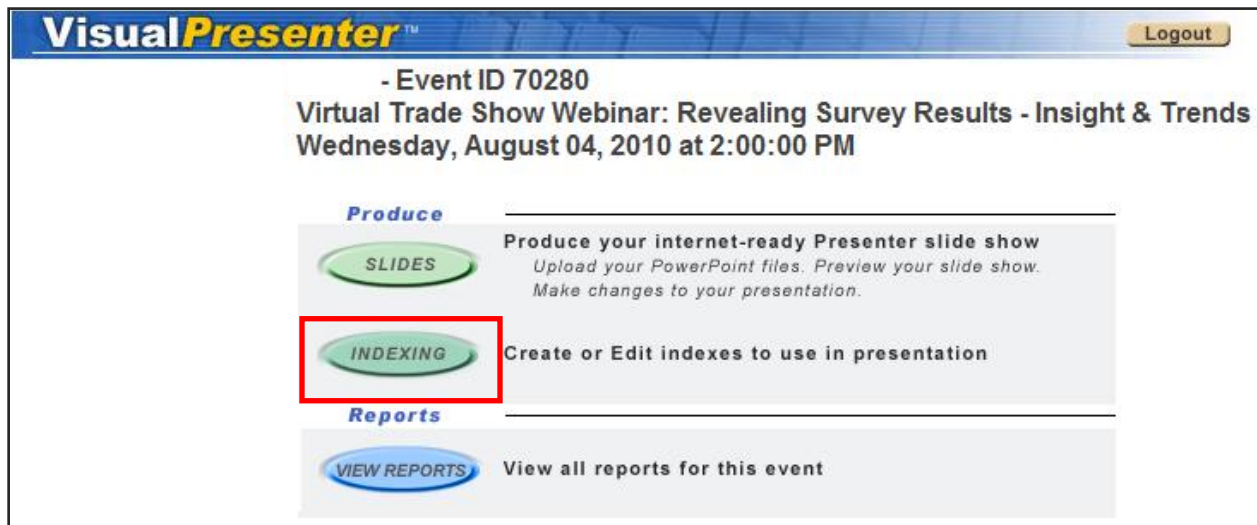 VisualPresenter™
Logout
- Event ID 70280
Virtual Trade Show Webinar: Revealing Survey Results - Insight & Trends
Wednesday, August 04, 2010 at 2:00:00 PM
Produce
SLIDES
Produce your internet-ready Presenter slide show
Upload your PowerPoint files. Preview your slide show.
Make changes to your presentation.
INDEXING
Create or Edit indexes to use in presentation
Reports
VIEW REPORTS
View all reports for this event